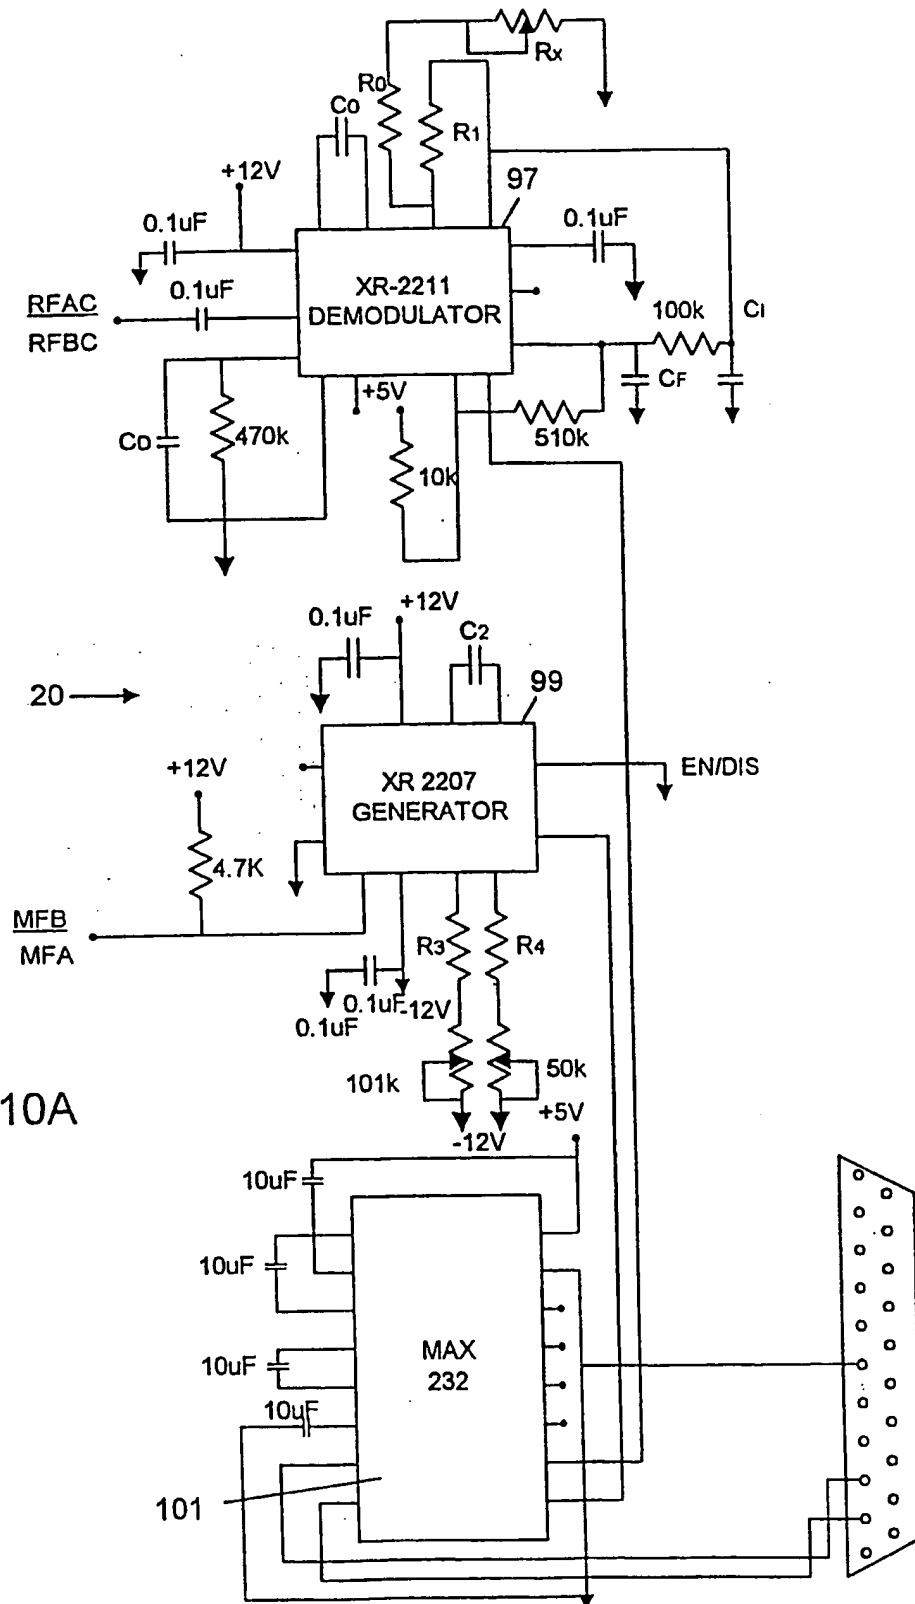 Rx
R0
C0
R1
+12V
97
0.1uF
0.1uF
XR-2211
DEMODULATOR
RFAC
0.1uF
RFBC
100k
C1
+5V
CF
CD
470k
510k
10k
0.1uF
+12V
C2
20
99
+12V
XR 2207
GENERATOR
EN/DIS
4.7K
MFB
MFA
R3
R4
0.1uF
-12V
0.1uF
101k
50k
+5V
-12V
10A
10uF
10uF
MAX
232
10uF
10uF
101